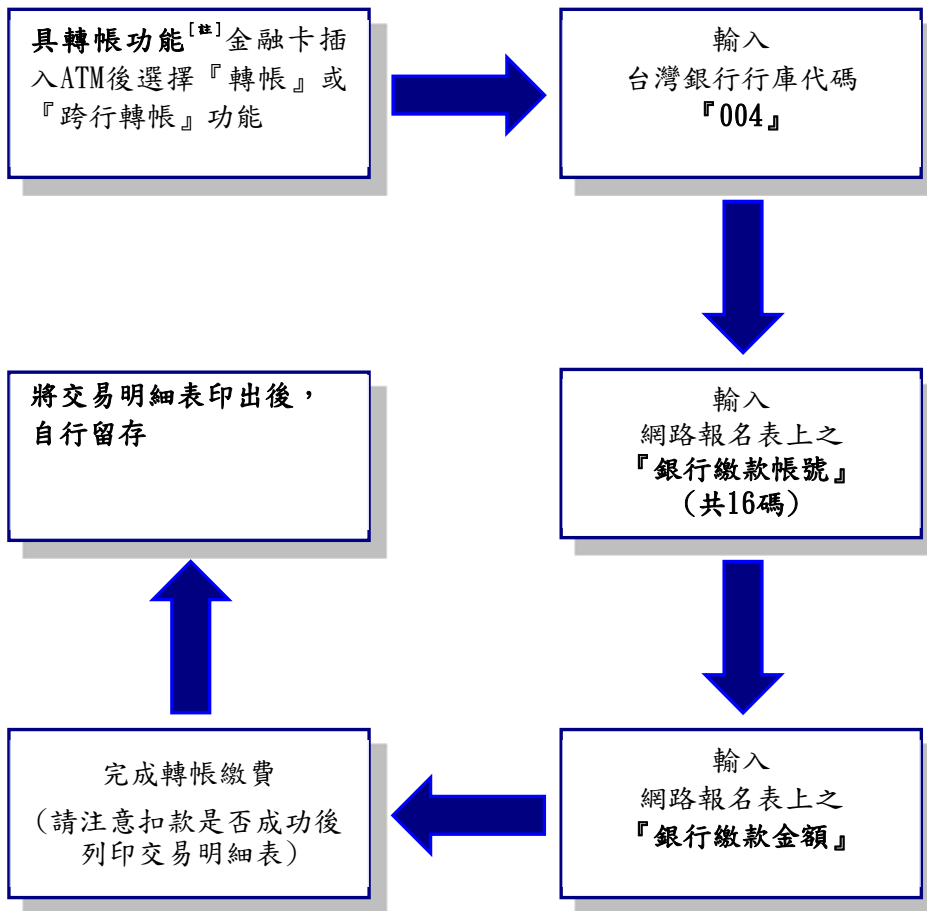 具轉帳功能[註]金融卡插
入ATM後選擇『轉帳』或
『跨行轉帳』功能
輸入
台灣銀行行庫代碼
『004』
輸入
網路報名表上之
『銀行繳款帳號』
(共16碼)
輸入
網路報名表上之
『銀行繳款金額』
完成轉帳繳費
(請注意扣款是否成功後
列印交易明細表)
將交易明細表印出後，
自行留存